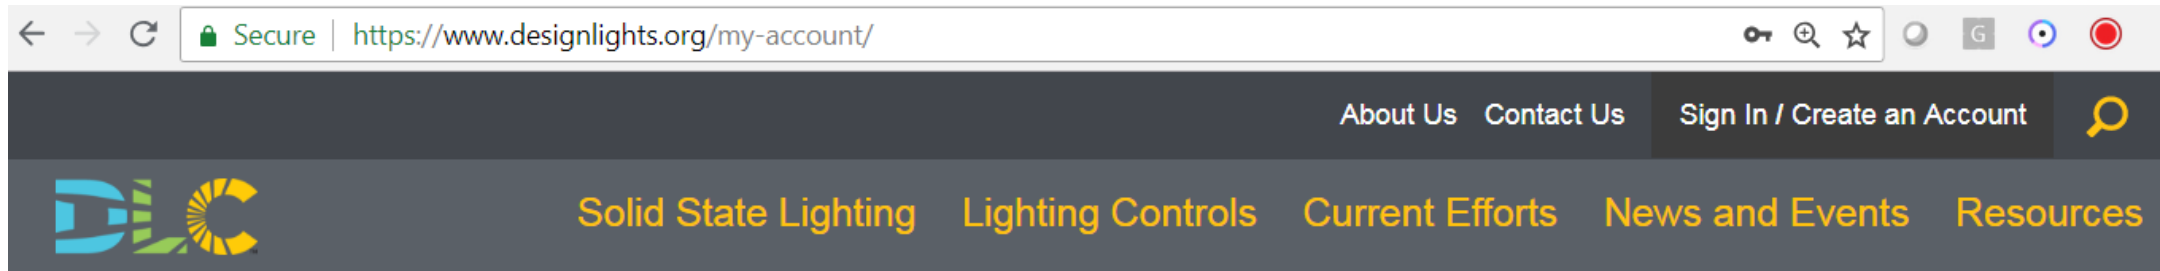 Secure https://www.designlights.org/my-account/
G
About Us Contact Us Sign In / Create an Account
DLC
Solid State Lighting Lighting Controls Current Efforts News and Events Resources